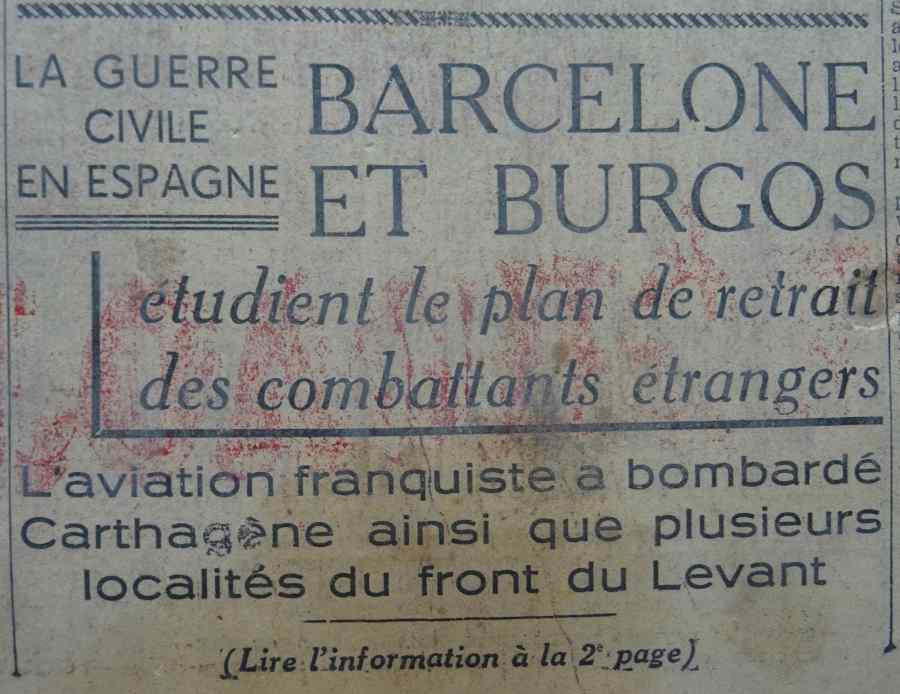 LA GUERRE
CIVILE
EN ESPAGNE
BARCELONE
ET BURGOS
étudient le plan de retrait
des combattants étrangers
L'aviation franquiste a bombardé
Carthagène ainsi que plusieurs
localités du front du Levant
(Lire l'information à la 2e page)